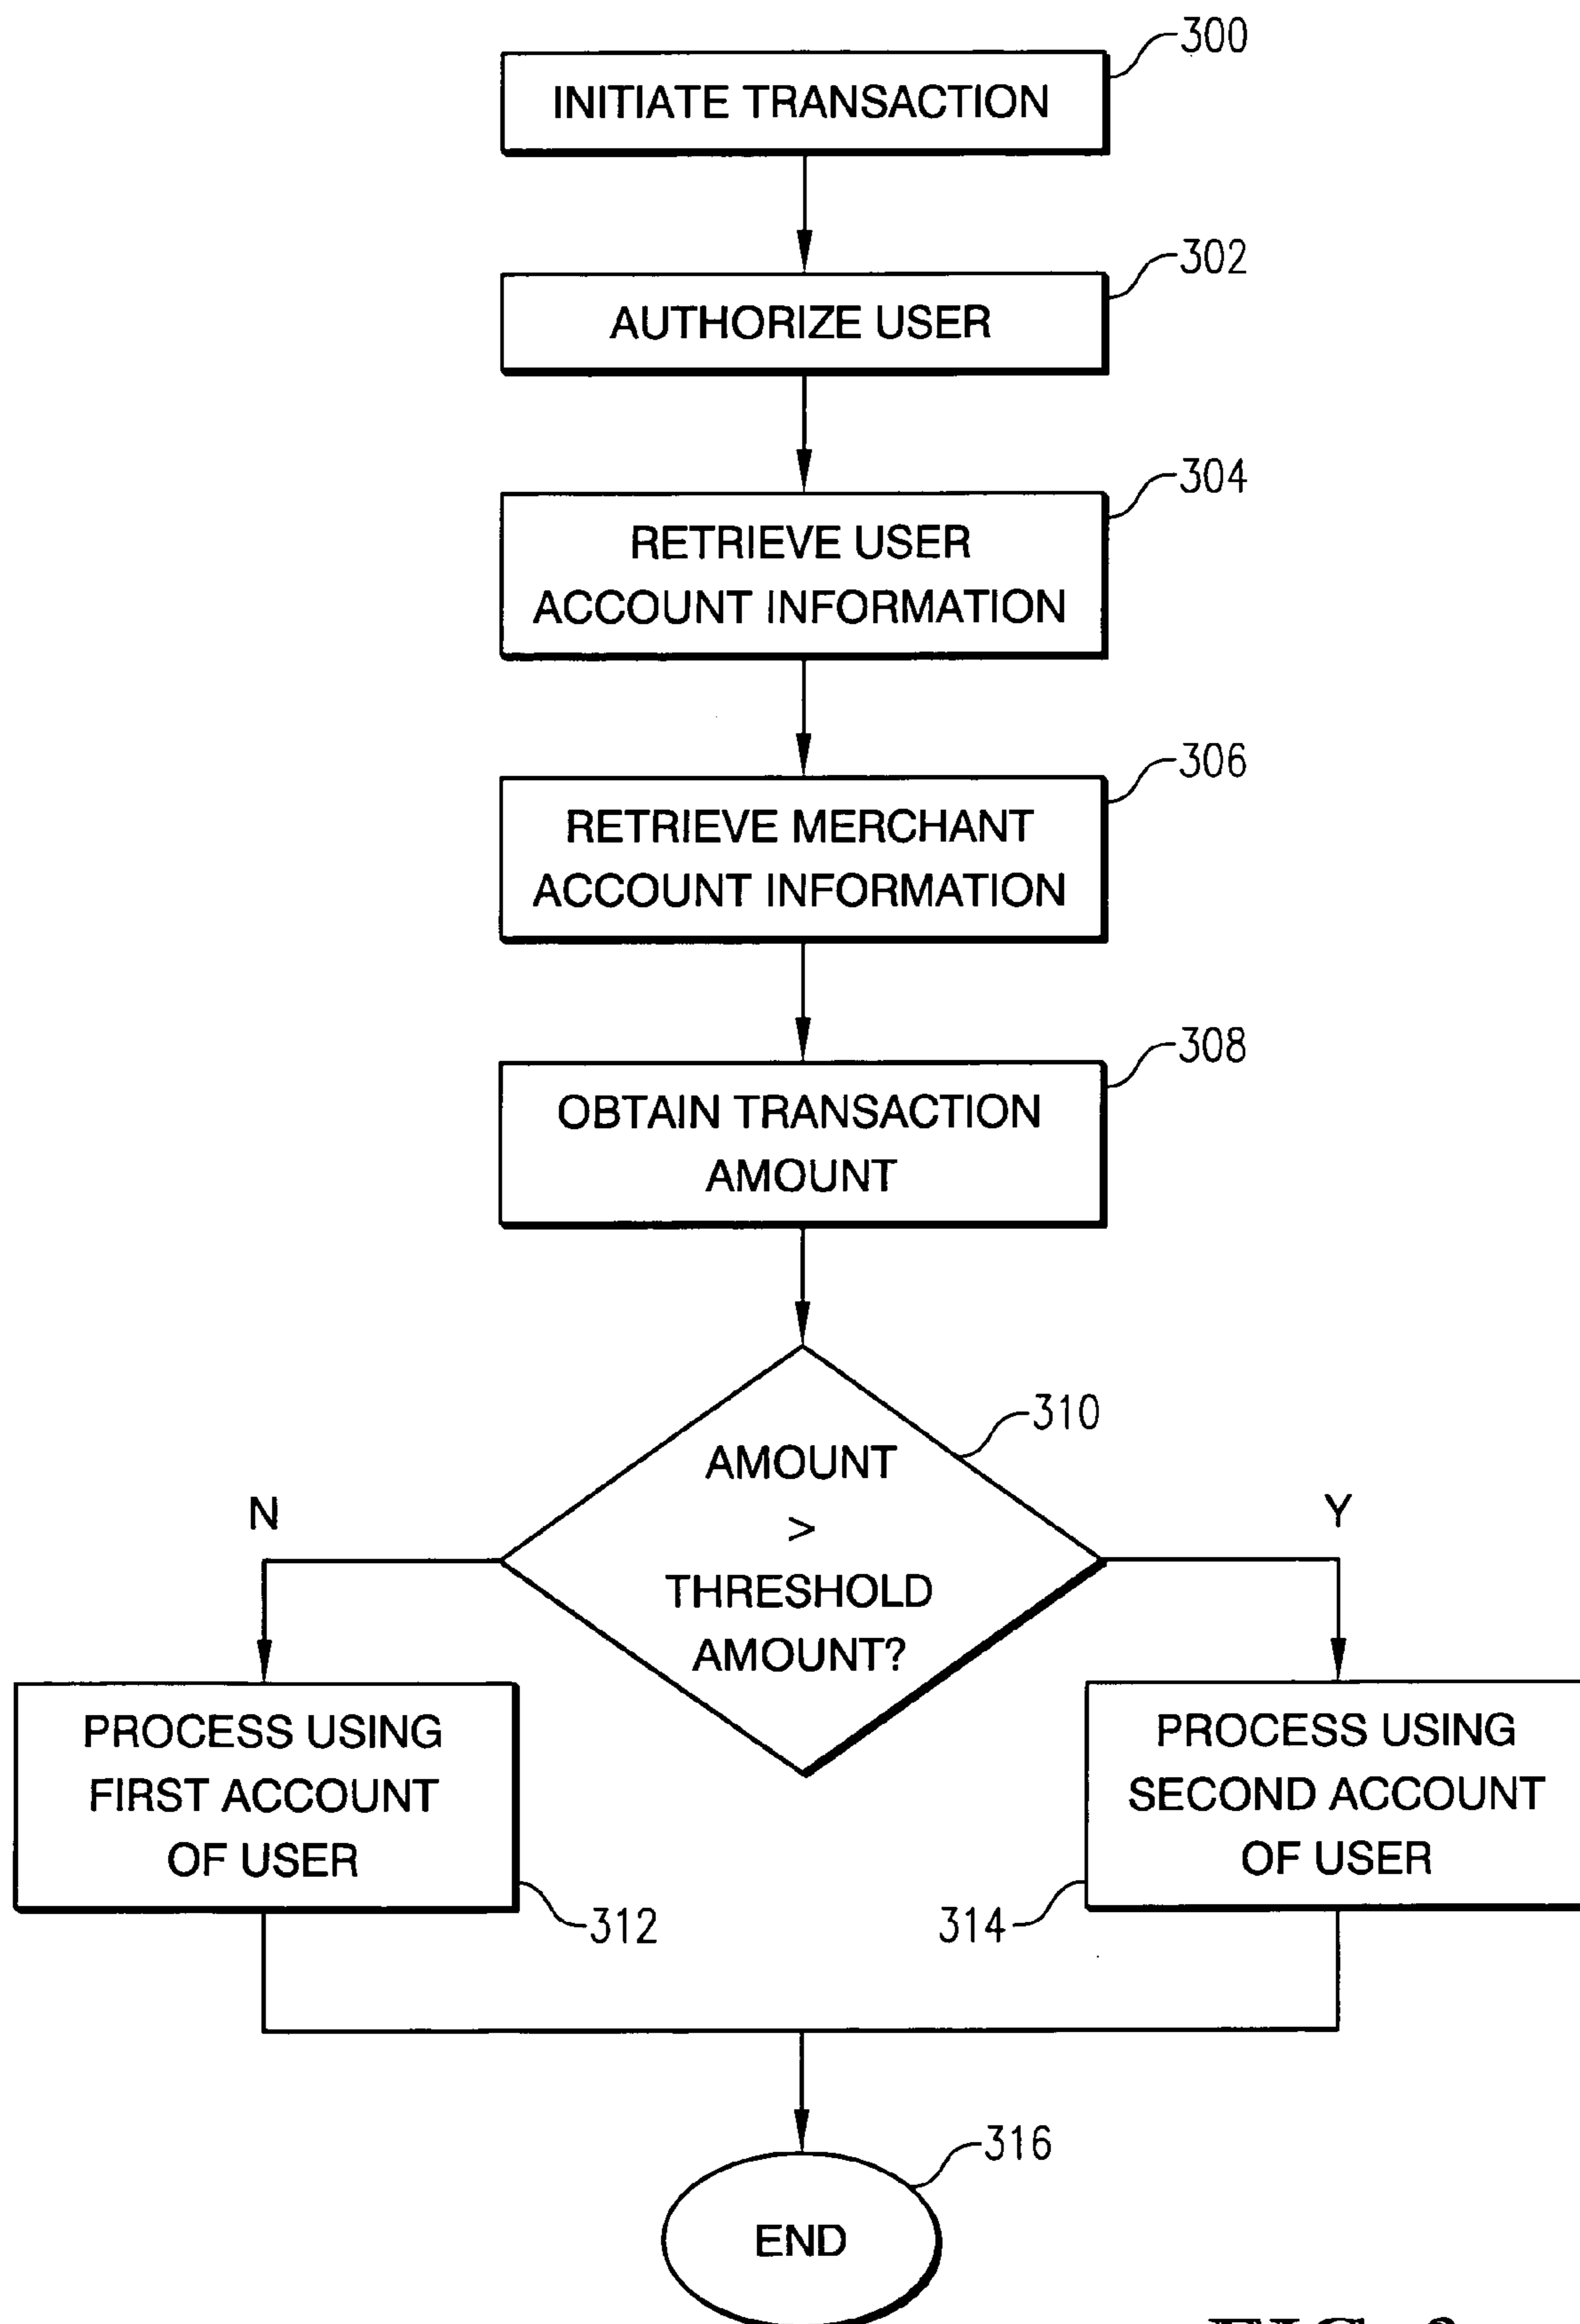 300
INITIATE TRANSACTION
302
AUTHORIZE USER
304
RETRIEVE USER
ACCOUNT INFORMATION
306
RETRIEVE MERCHANT
ACCOUNT INFORMATION
308
OBTAIN TRANSACTION
AMOUNT
310
AMOUNT
>
THRESHOLD
AMOUNT?
N
Y
PROCESS USING
FIRST ACCOUNT
OF USER
312
PROCESS USING
SECOND ACCOUNT
OF USER
314
316
END